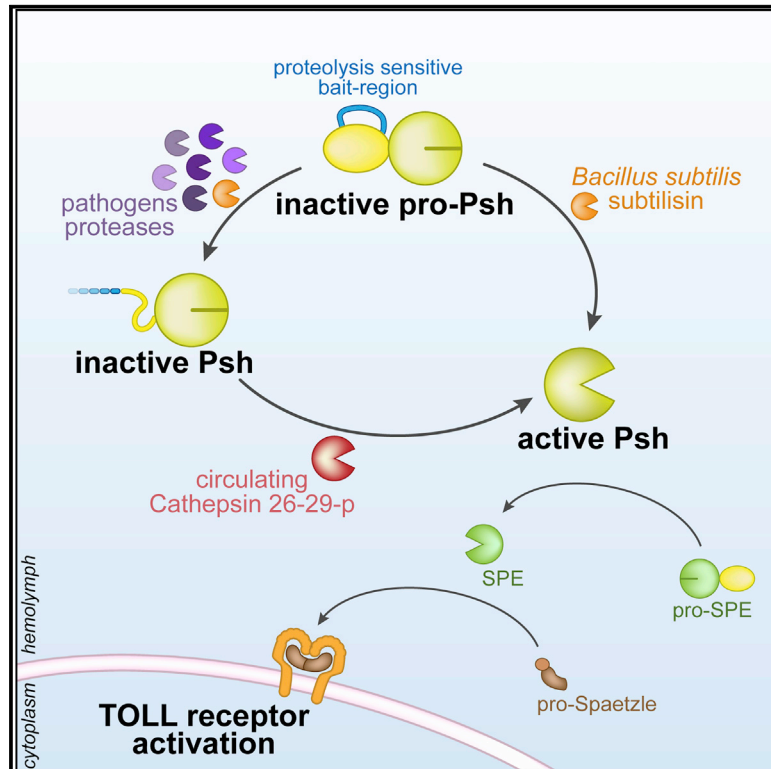 proteolysis sensitive
bait-region
pathogens
proteases
inactive pro-Psh
Bacillus subtilis
subtilisin
inactive Psh
active Psh
circulating
Cathepsin 26-29-p
SPE
pro-SPE
hemolymph
cytoplasm
TOLL receptor
activation
pro-Spaetzle